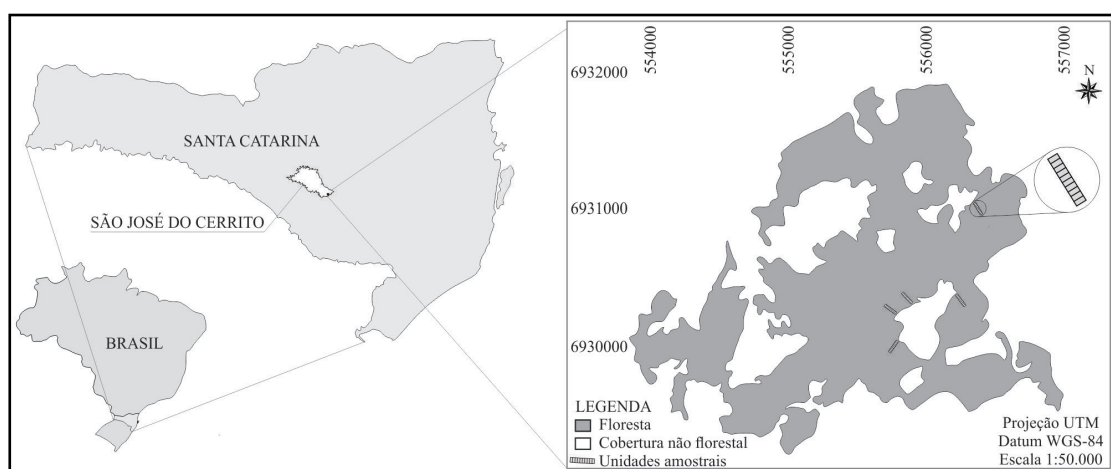 SANTA CATARINA
SÃO JOSÉ DO CERRITO
BRASIL
554000
555000
556000
557000
6932000
N
6931000
6930000
LEGENDA
Floresta
Cobertura não florestal
Unidades amostrais
Projeção UTM
Datum WGS-84
Escala 1:50.000